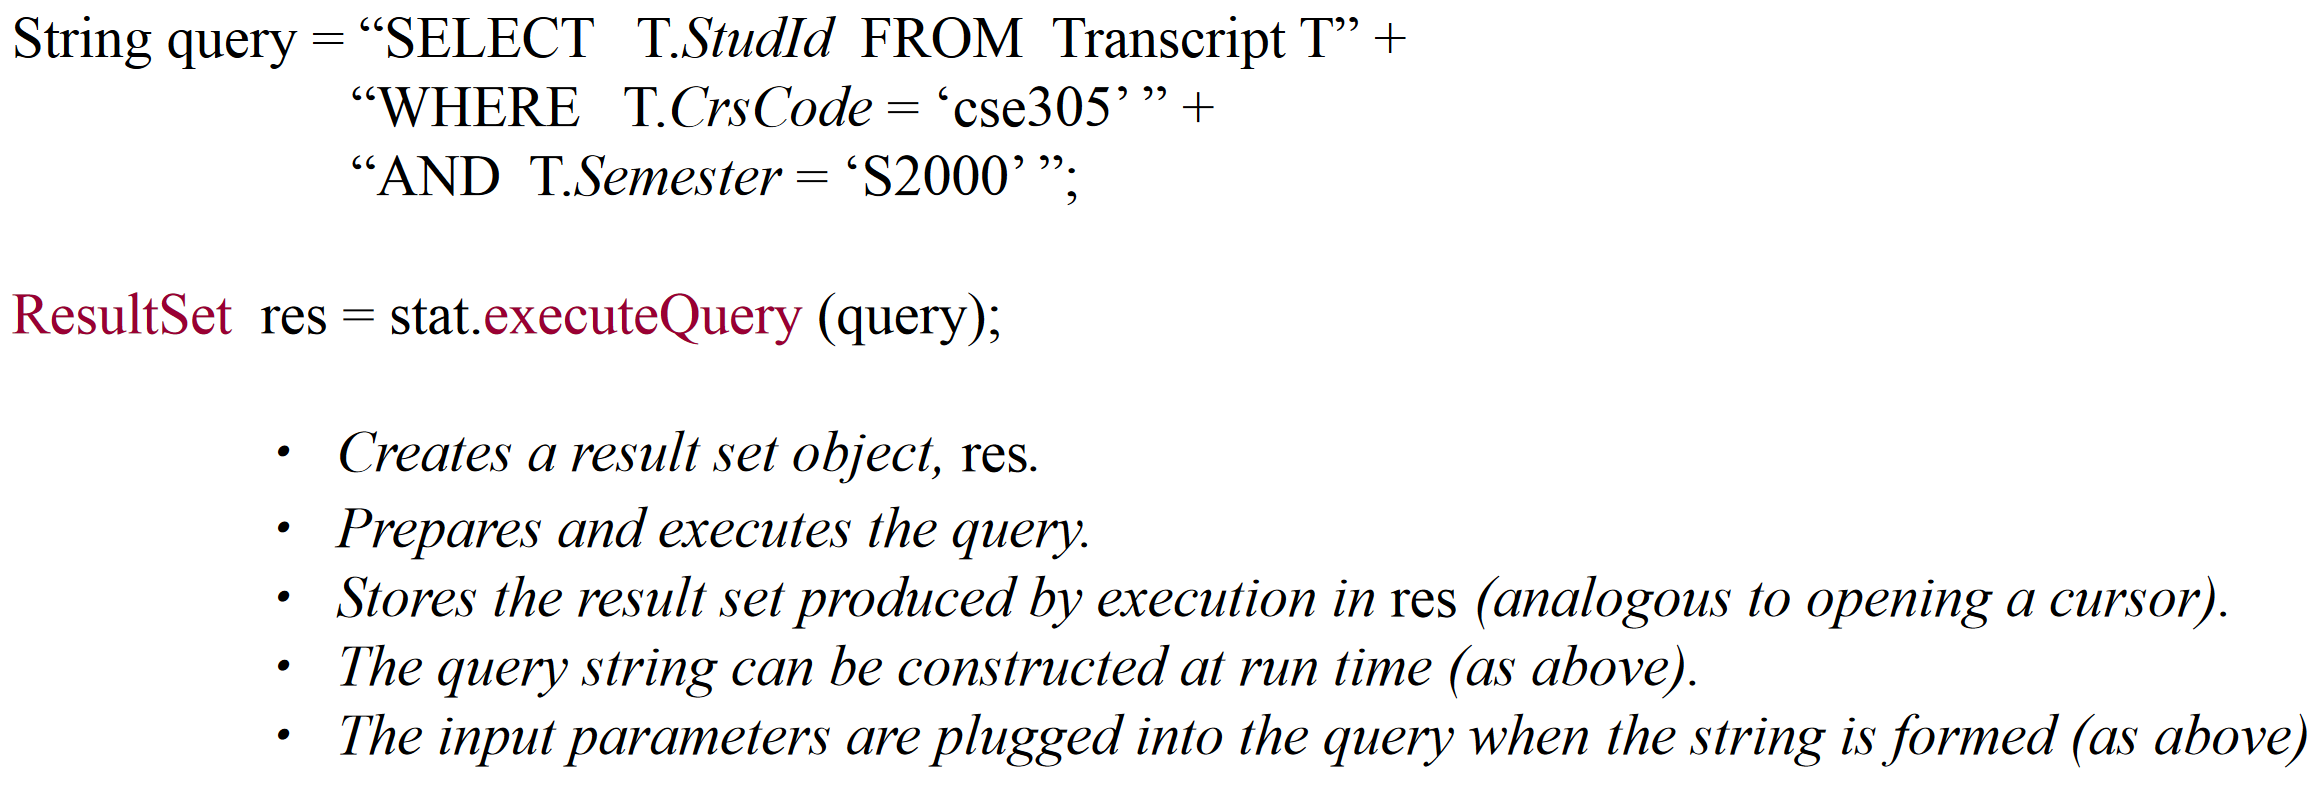 String query = “SELECT T.StudId FROM Transcript T” +
“WHERE T.CrsCode = ‘cse305’ ” +
“AND T.Semester = ‘S2000’ ”;
ResultSet res = stat.executeQuery (query);
• Creates a result set object, res.
• Prepares and executes the query.
• Stores the result set produced by execution in res (analogous to opening a cursor).
• The query string can be constructed at run time (as above).
• The input parameters are plugged into the query when the string is formed (as above)